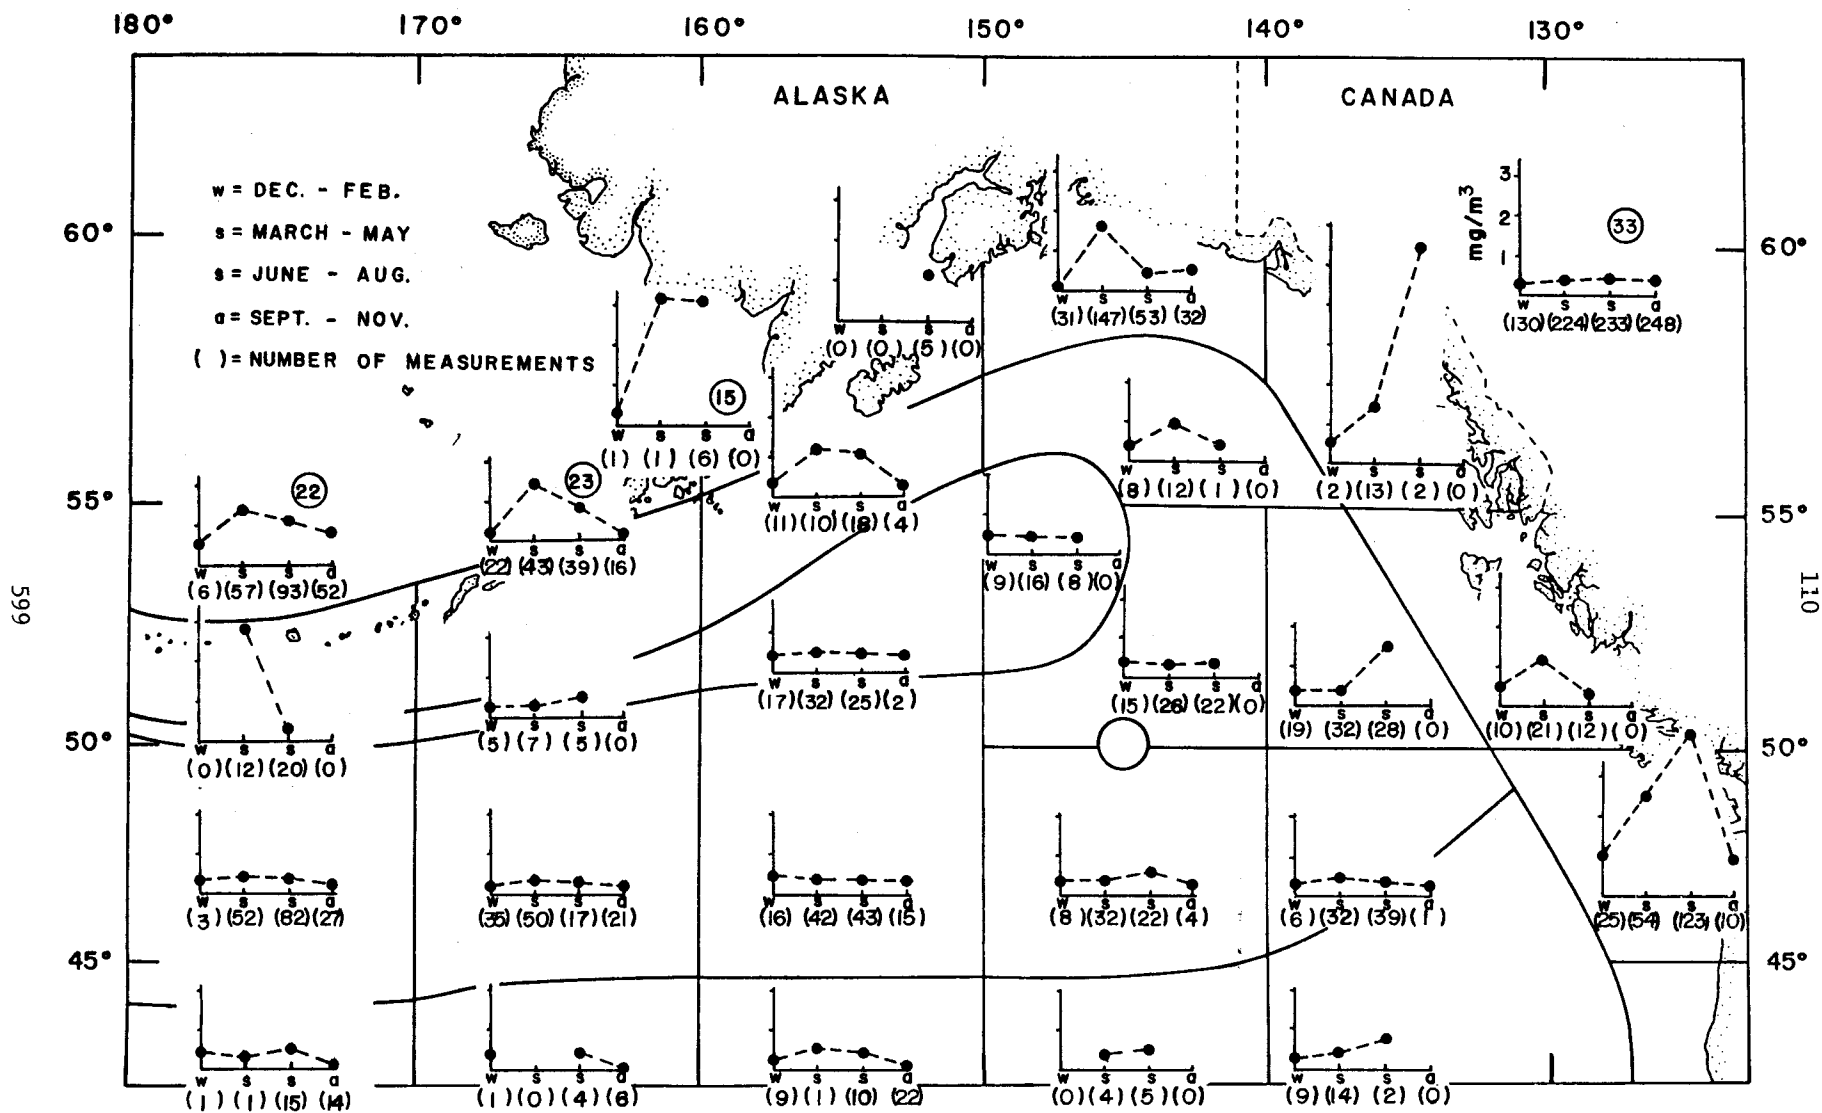 180° 170° 160° 150° 140° 130°
ALASKA CANADA
w = DEC. - FEB.
s = MARCH - MAY
s = JUNE - AUG.
a = SEPT. - NOV.
( ) = NUMBER OF MEASUREMENTS
60° 60°
3
2
1
mg/m³
33
w s s a
(130)(224)(233)(248)
w s s a
(31)(147)(53)(32)
w s s a
(0)(0)(5)(0)
15
w s s a
(1)(1)(6)(0)
w s s a
(8)(12)(1)(0)
w s s a
(2)(13)(2)(0)
55° 55°
22
w s s a
(6)(57)(93)(52)
23
w s s a
(22)(43)(39)(16)
w s s a
(11)(10)(18)(4)
w s s a
(9)(16)(8)(0)
599
110
w s s a
(0)(12)(20)(0)
w s s a
(5)(7)(5)(0)
w s s a
(17)(32)(25)(2)
w s s a
(15)(26)(22)(0)
w s s a
(19)(32)(28)(0)
w s s a
(10)(21)(12)(0)
50° 50°
w s s a
(3)(52)(82)(27)
w s s a
(35)(50)(17)(21)
w s s a
(16)(42)(43)(15)
w s s a
(8)(32)(22)(4)
w s s a
(6)(32)(39)(1)
w s s a
(25)(54)(123)(10)
45° 45°
w s s a
(1)(1)(15)(14)
w s s a
(1)(0)(4)(6)
w s s a
(9)(1)(10)(22)
w s s a
(0)(4)(5)(0)
w s s a
(9)(14)(2)(0)